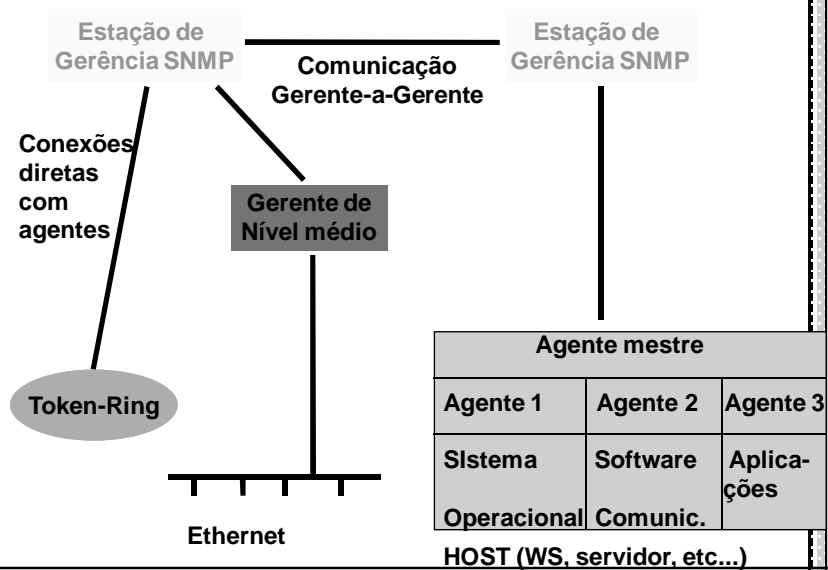 Estação de
Gerência SNMP
Comunicação
Gerente-a-Gerente
Estação de
Gerência SNMP
Conexões
diretas
com
agentes
Gerente de
Nível médio
Token-Ring
Ethernet
Agente mestre
Agente 1
Agente 2
Agente 3
SIstema
Operacional
Software
Comunic.
Aplica-
ções
HOST (WS, servidor, etc...)